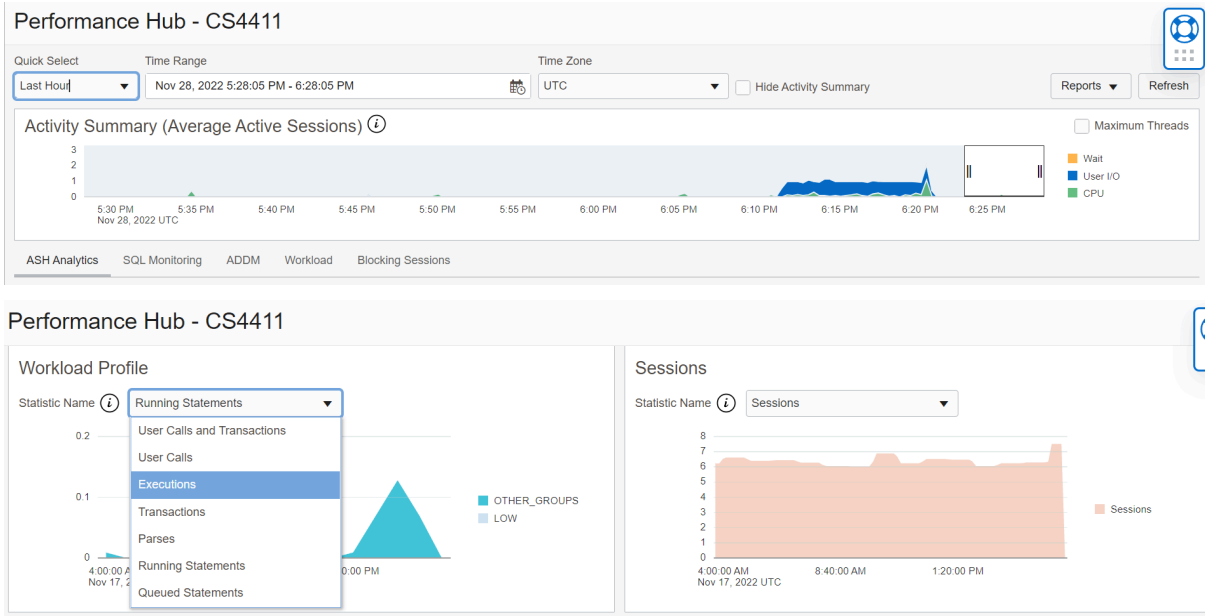 Performance Hub - CS4411
Quick Select
Time Range
Time Zone
Last Hour
Nov 28, 2022 5:28:05 PM - 6:28:05 PM
UTC
Hide Activity Summary
Reports
Refresh
Activity Summary (Average Active Sessions)
Maximum Threads
3
2
1
0
Wait
User I/O
CPU
5:30 PM
5:35 PM
5:40 PM
5:45 PM
5:50 PM
5:55 PM
6:00 PM
6:05 PM
6:10 PM
6:15 PM
6:20 PM
6:25 PM
Nov 28, 2022 UTC
ASH Analytics
SQL Monitoring
ADDM
Workload
Blocking Sessions
Performance Hub - CS4411
Workload Profile
Statistic Name
Running Statements
User Calls and Transactions
User Calls
Executions
Transactions
Parses
Running Statements
Queued Statements
0.2
0.1
0
4:00:00 A
Nov 17, 2
0:00 PM
OTHER_GROUPS
LOW
Sessions
Statistic Name
Sessions
8
7
6
5
4
3
2
1
0
4:00:00 AM
8:40:00 AM
1:20:00 PM
Nov 17, 2022 UTC
Sessions